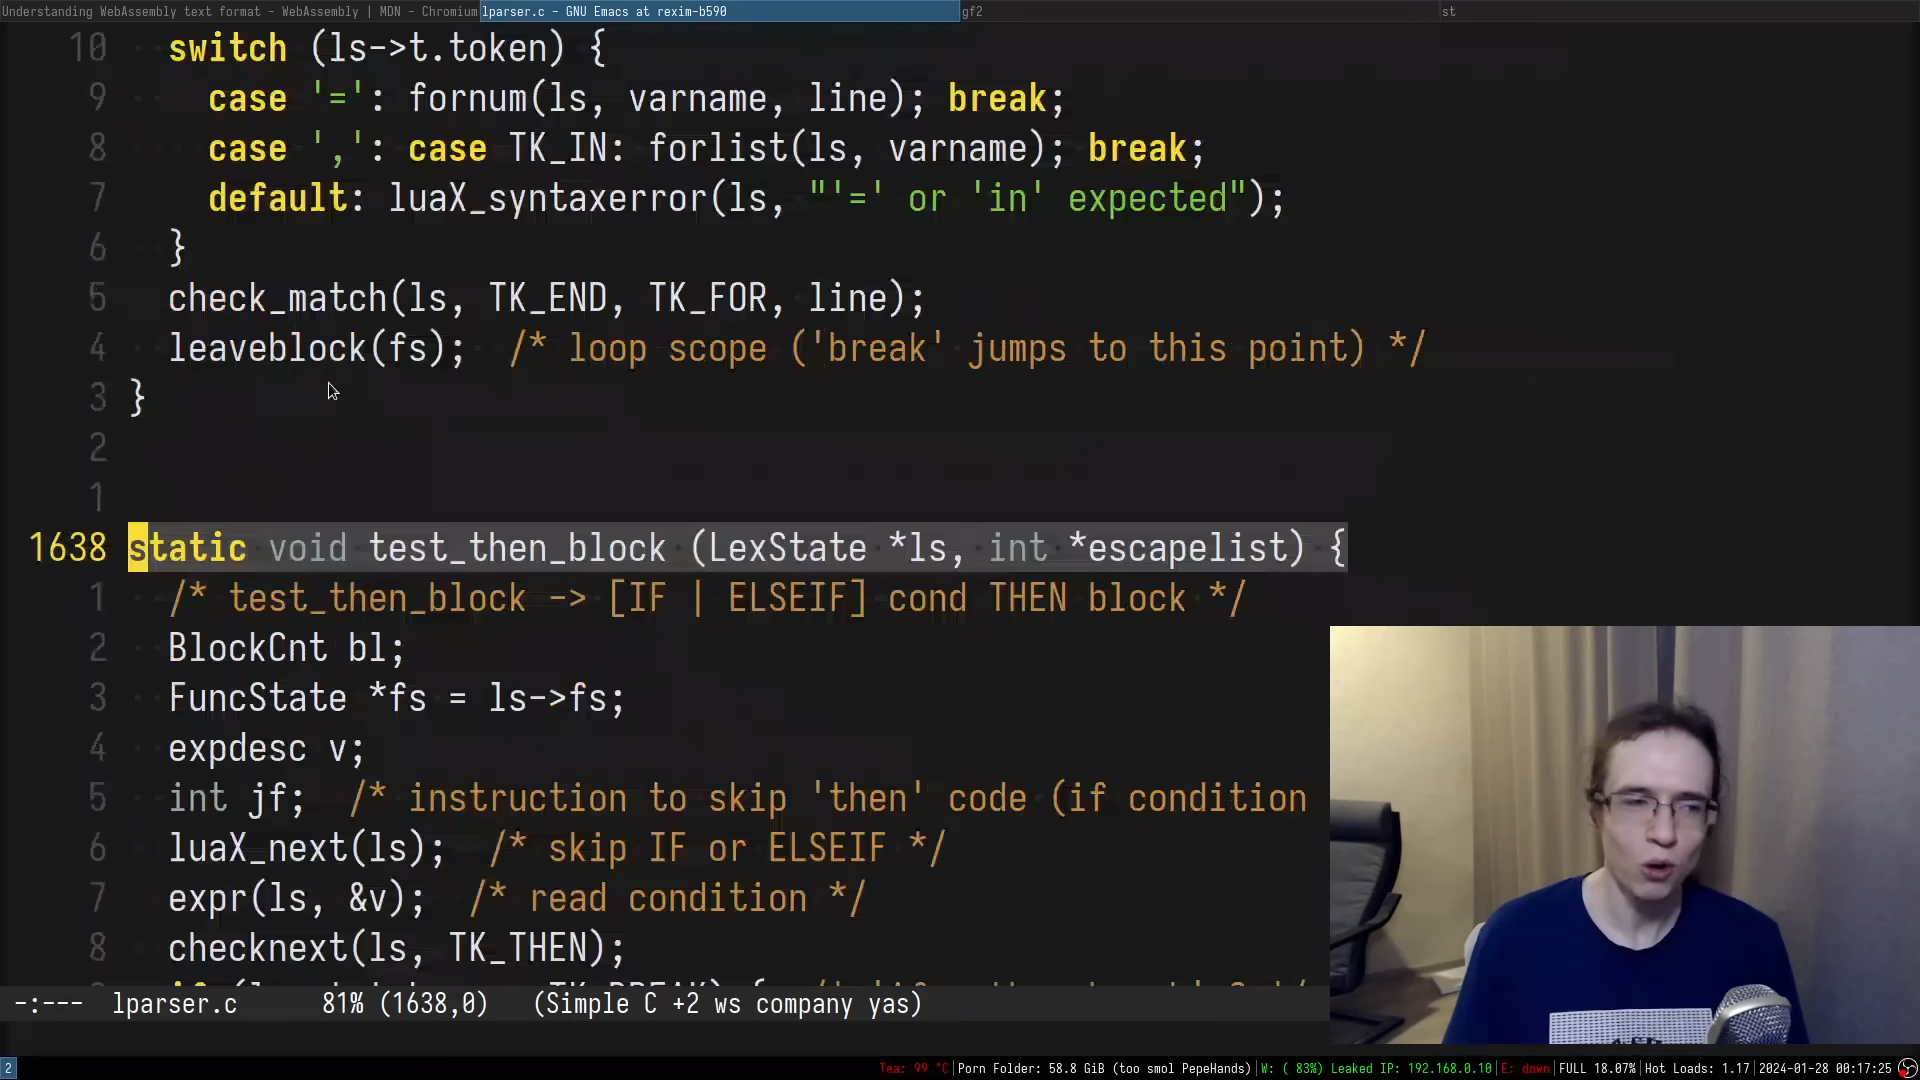 Understanding WebAssembly text format - WebAssembly | MDN - Chromium
lparser.c - GNU Emacs at rexim-b590
gf2
st
10 switch (ls->t.token) {
9 case '=': fornum(ls, varname, line); break;
8 case ',': case TK_IN: forlist(ls, varname); break;
7 default: luaX_syntaxerror(ls, "'=' or 'in' expected");
6 }
5 check_match(ls, TK_END, TK_FOR, line);
4 leaveblock(fs); /* loop scope ('break' jumps to this point) */
3 }
2
1
1638 static void test_then_block (LexState *ls, int *escapelist) {
1 /* test_then_block -> [IF | ELSEIF] cond THEN block */
2 BlockCnt bl;
3 FuncState *fs = ls->fs;
4 expdesc v;
5 int jf; /* instruction to skip 'then' code (if condition
6 luaX_next(ls); /* skip IF or ELSEIF */
7 expr(ls, &v); /* read condition */
8 checknext(ls, TK_THEN);
-:--- lparser.c 81% (1638,0) (Simple C +2 ws company yas)
2
Tea: 99 °C|Porn Folder: 58.8 GiB (too smol PepeHands)|W: ( 83%) Leaked IP: 192.168.0.10|E: down|FULL 18.07%|Hot Loads: 1.17|2024-01-28 00:17:25